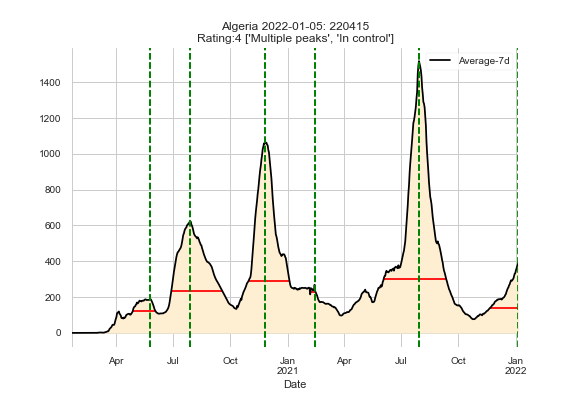 Algeria 2022-01-05: 220415
Rating:4 ['Multiple peaks', 'In control']
Average-7d
1400
1200
1000
800
600
400
200
0
Apr Jul Oct Jan Apr Jul Oct Jan
2021 2022
Date